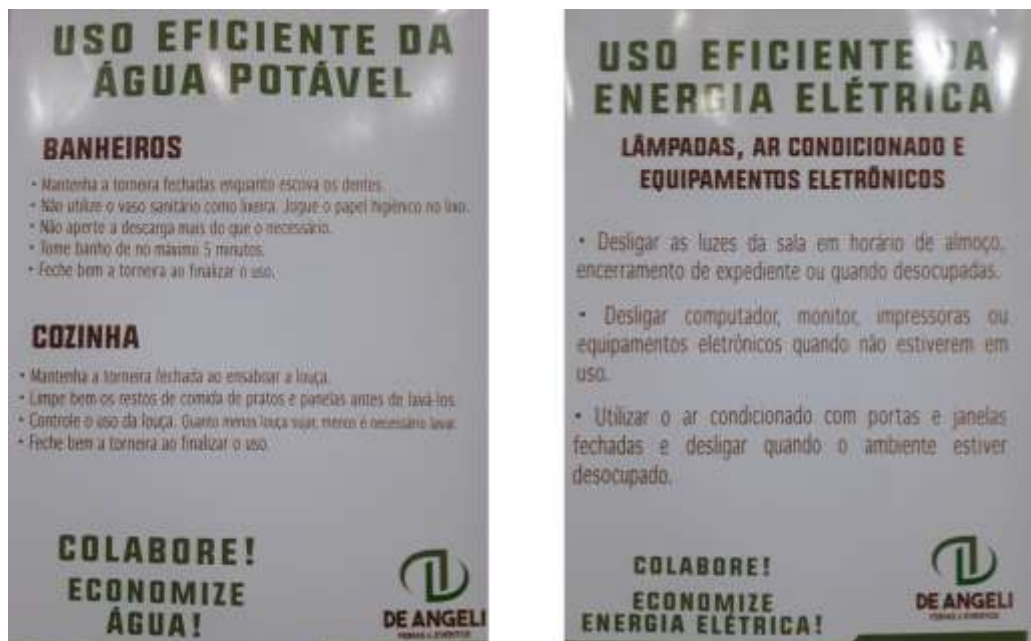 USO EFICIENTE DA
ÁGUA POTÁVEL
BANHEIROS
• Mantenha a torneira fechadas enquanto escova os dentes.
• Não utilize o vaso sanitário como lixeira. Jogue o papel higiênico no lixo.
• Não aperte a descarga mais do que o necessário.
• Tome banho de no máximo 5 minutos.
• Feche bem a torneira ao finalizar o uso.
COZINHA
• Mantenha a torneira fechada ao ensaboar a louça.
• Limpe bem os restos de comida de pratos e panelas antes de lavá-los.
• Controle o uso da louça. Quanto menos louça sujar, menos é necessário lavar.
• Feche bem a torneira ao finalizar o uso.
COLABORE!
ECONOMIZE
ÁGUA!
DE ANGELI
FEIRAS & EVENTOS
USO EFICIENTE DA
ENERGIA ELÉTRICA
LÂMPADAS, AR CONDICIONADO E
EQUIPAMENTOS ELETRÔNICOS
• Desligar as luzes da sala em horário de almoço,
encerramento de expediente ou quando desocupadas.
• Desligar computador, monitor, impressoras ou
equipamentos eletrônicos quando não estiverem em
uso.
• Utilizar o ar condicionado com portas e janelas
fechadas e desligar quando o ambiente estiver
desocupado.
COLABORE!
ECONOMIZE
ENERGIA ELÉTRICA!
DE ANGELI
FEIRAS & EVENTOS